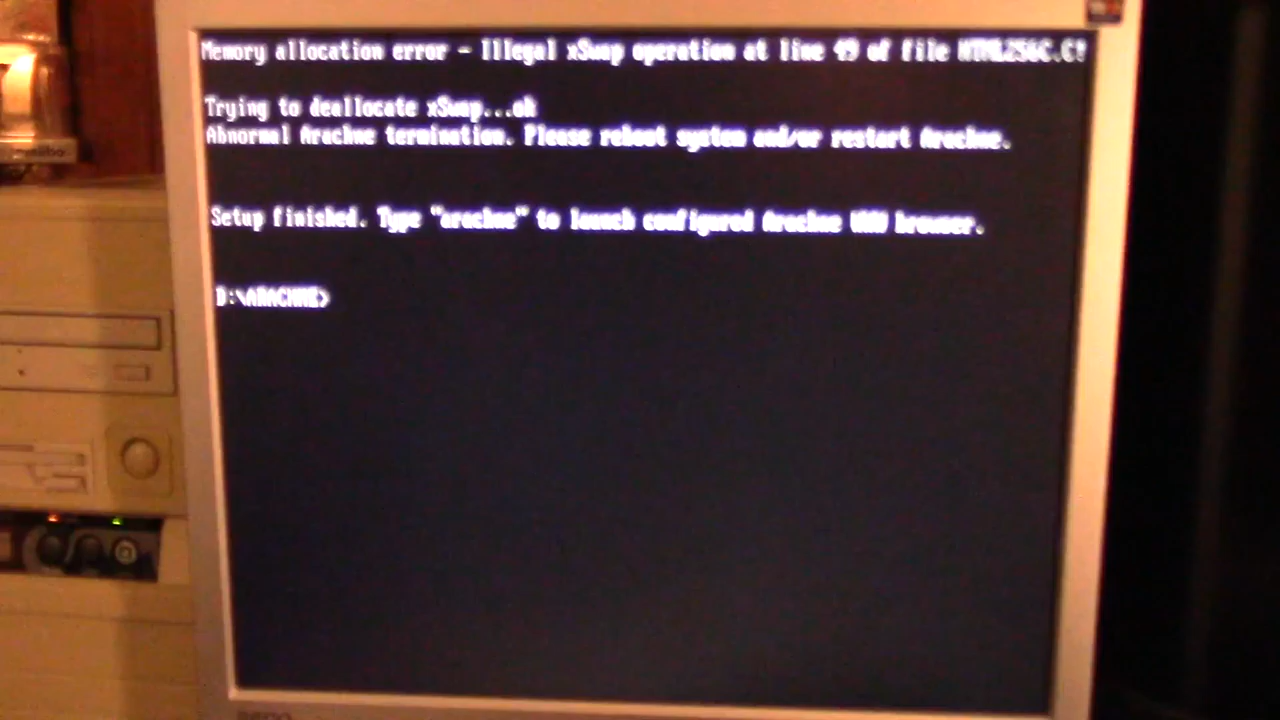 Memory allocation error - Illegal xSwap operation at line 49 of file HTML256C.C!
Trying to deallocate xSwap...ok
Abnormal Arachne termination. Please reboot system and/or restart Arachne.
Setup finished. Type "arachne" to launch configured Arachne WWW browser.
D:\ARACHNE>